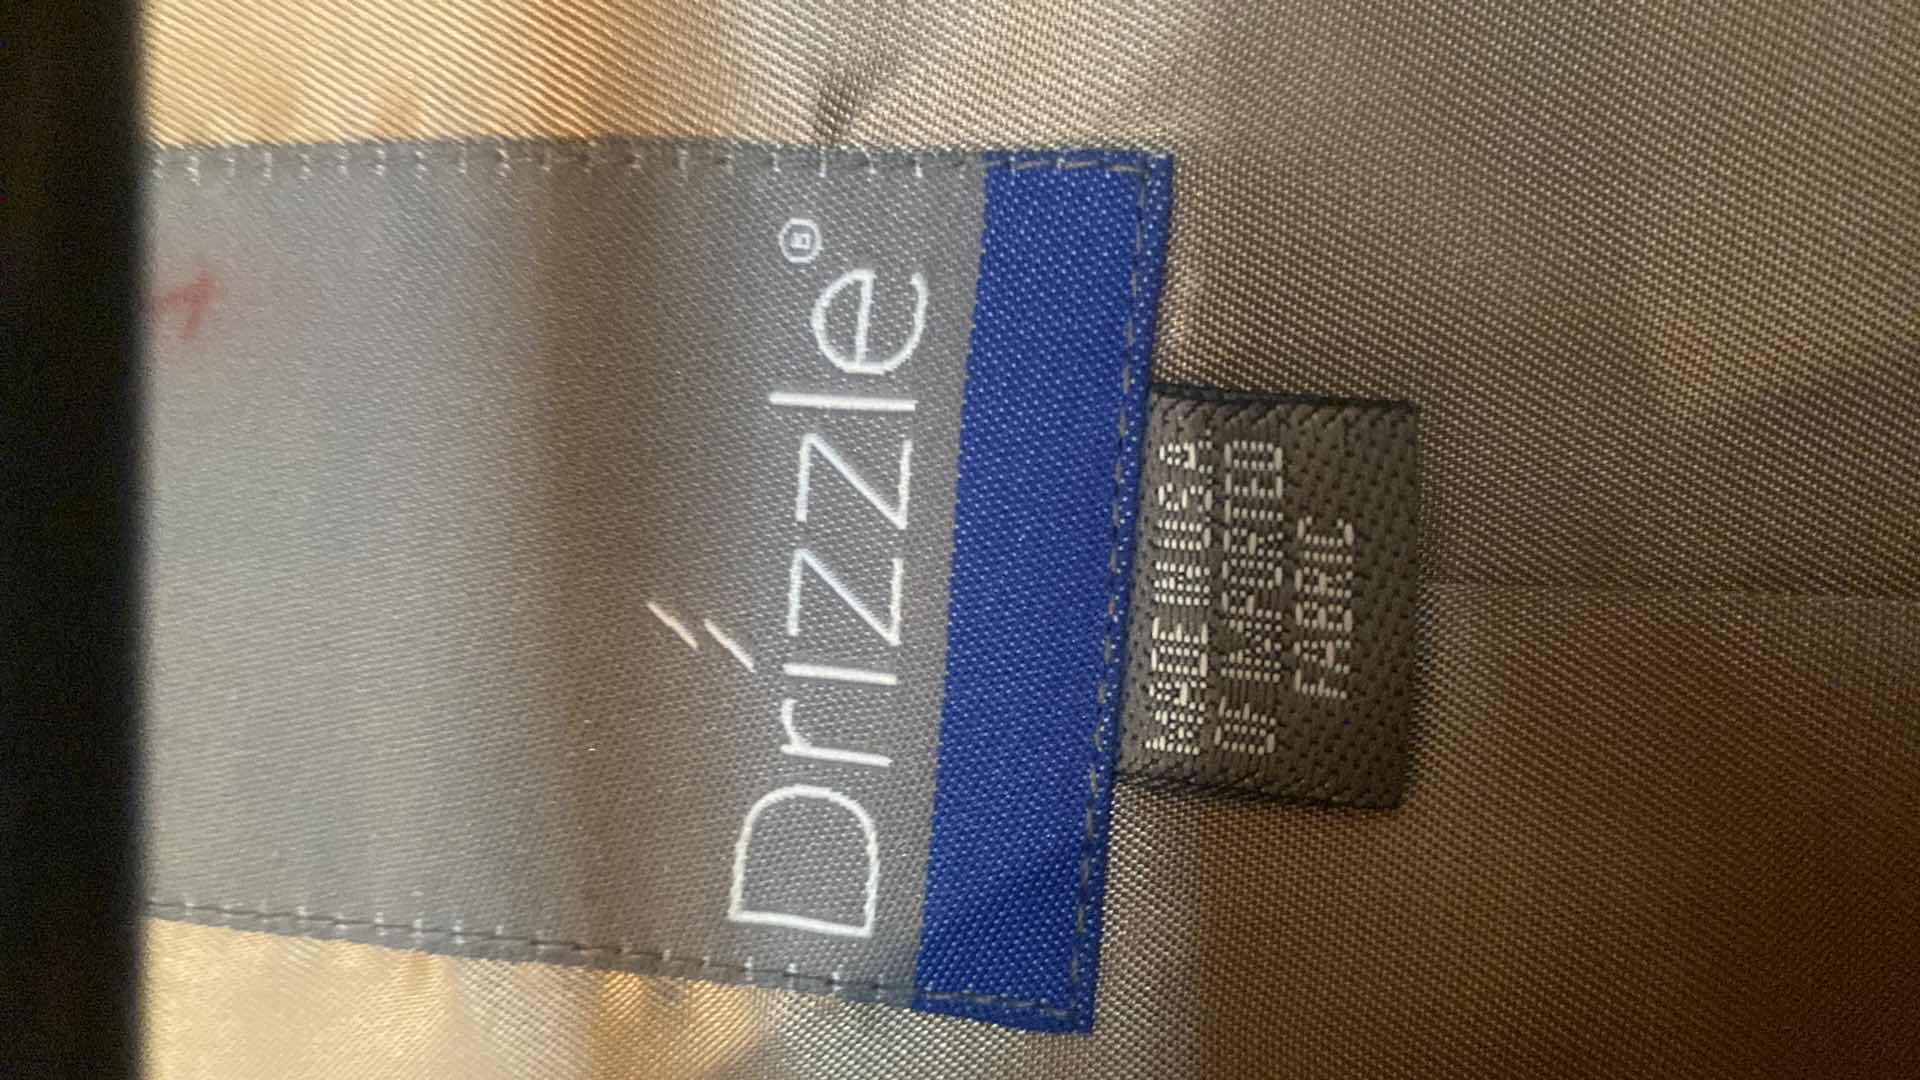 Drizzle®
MADE IN USA
OF IMPORTED
FABRIC